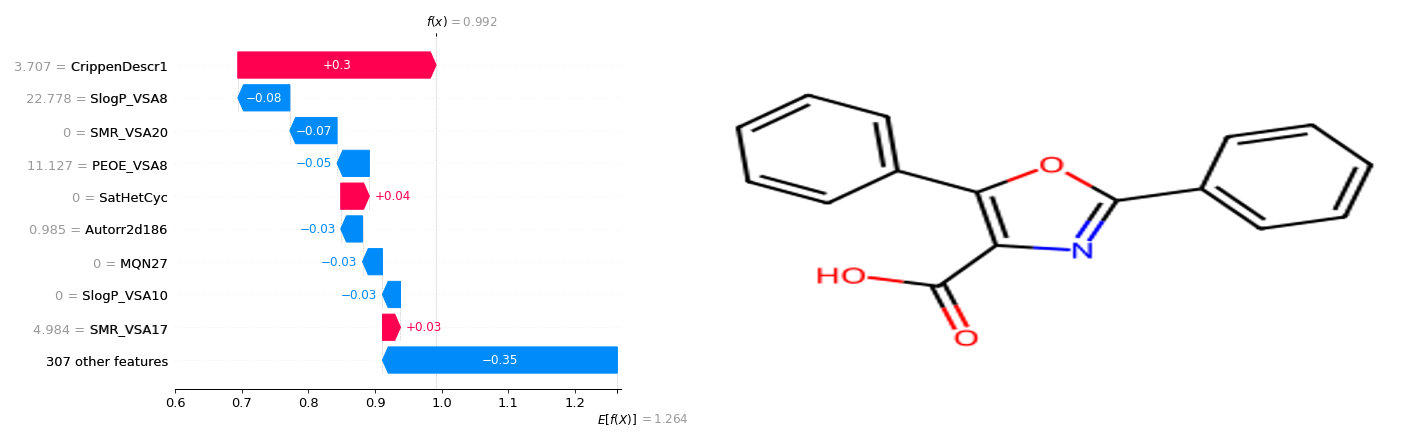 f(x) = 0.992
3.707 = CrippenDescr1
+0.3
22.778 = SlogP_VSA8
−0.08
0 = SMR_VSA20
−0.07
11.127 = PEOE_VSA8
−0.05
0 = SatHetCyc
+0.04
0.985 = Autorr2d186
−0.03
0 = MQN27
−0.03
0 = SlogP_VSA10
−0.03
4.984 = SMR_VSA17
+0.03
307 other features
−0.35
0.6 0.7 0.8 0.9 1.0 1.1 1.2
E[f(X)] = 1.264
O
N
HO
O